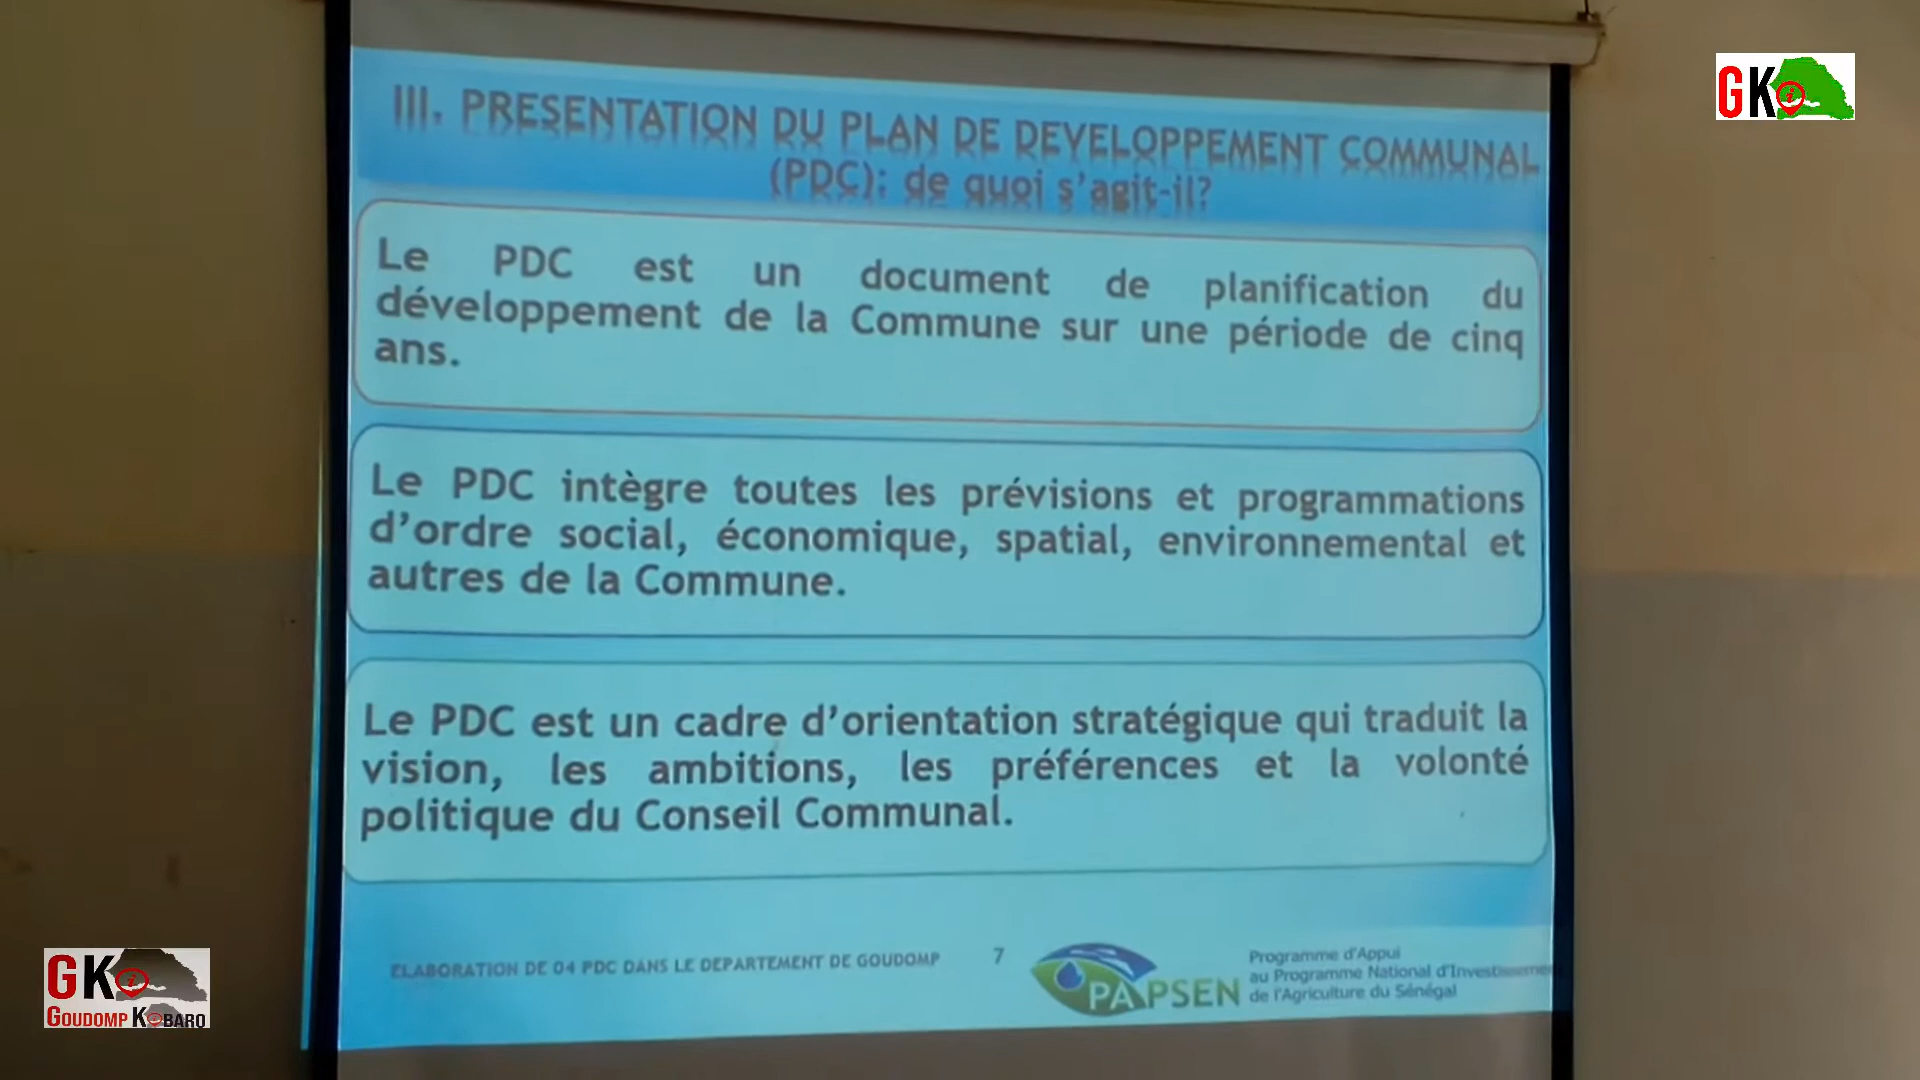 GK
III. PRESENTATION DU PLAN DE DEVELOPPEMENT COMMUNAL
(PDC): de quoi s'agit-il?
Le PDC est un document de planification du
développement de la Commune sur une période de cinq
ans.
Le PDC intègre toutes les prévisions et programmations
d'ordre social, économique, spatial, environnemental et
autres de la Commune.
Le PDC est un cadre d'orientation stratégique qui traduit la
vision, les ambitions, les préférences et la volonté
politique du Conseil Communal.
ELABORATION DE 04 PDC DANS LE DEPARTEMENT DE GOUDOMP
7
PAPSEN
Programme d'Appui
au Programme National d'Investissement
de l'Agriculture du Sénégal
GK
GOUDOMP KOBARO